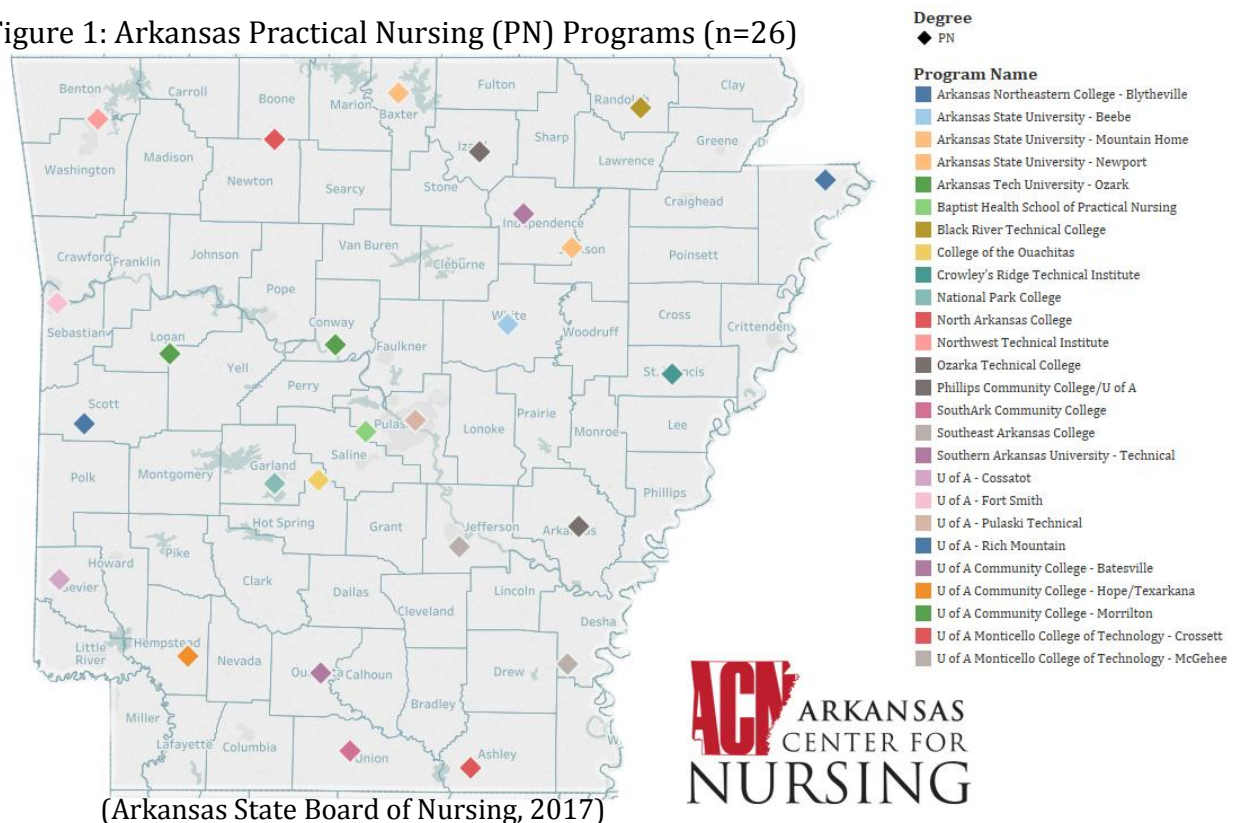 igure 1: Arkansas Practical Nursing (PN) Programs (n=26)
Degree
PN
Program Name
Arkansas Northeastern College - Blytheville
Arkansas State University - Beebe
Arkansas State University - Mountain Home
Arkansas State University - Newport
Arkansas Tech University - Ozark
Baptist Health School of Practical Nursing
Black River Technical College
College of the Ouachitas
Crowley's Ridge Technical Institute
National Park College
North Arkansas College
Northwest Technical Institute
Ozarka Technical College
Phillips Community College/U of A
SouthArk Community College
Southeast Arkansas College
Southern Arkansas University - Technical
U of A - Cossatot
U of A - Fort Smith
U of A - Pulaski Technical
U of A - Rich Mountain
U of A Community College - Batesville
U of A Community College - Hope/Texarkana
U of A Community College - Morrilton
U of A Monticello College of Technology - Crossett
U of A Monticello College of Technology - McGehee
Benton
Carroll
Boone
Marion
Baxter
Fulton
Randolph
Clay
Washington
Madison
Newton
Searcy
Stone
Sharp
Lawrence
Greene
Craighead
Independence
Crawford
Franklin
Johnson
Van Buren
Cleburne
Poinsett
Pope
Sebastian
Logan
Conway
Faulkner
White
Woodruff
Cross
Crittenden
Yell
Perry
Scott
Saline
Lonoke
Prairie
Monroe
Lee
Polk
Montgomery
Garland
Phillips
Hot Spring
Grant
Jefferson
Howard
Pike
Clark
Dallas
Cleveland
Lincoln
Desha
Little
River
Hempstead
Nevada
Calhoun
Drew
Bradley
Miller
Lafayette
Columbia
Union
Ashley
ACN
ARKANSAS
CENTER FOR
NURSING
(Arkansas State Board of Nursing, 2017)